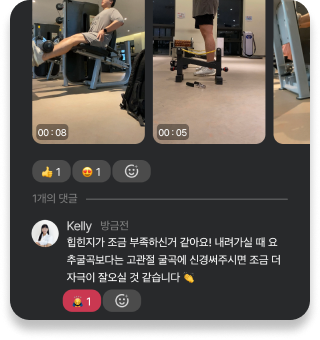 00:08
00:05
👍 1
😍 1
1개의 댓글
Kelly 방금전
힙힌지가 조금 부족하신거 같아요! 내려가실 때 요
추굴곡보다는 고관절 굴곡에 신경써주시면 조금 더
자극이 잘오실 것 같습니다 👏
1